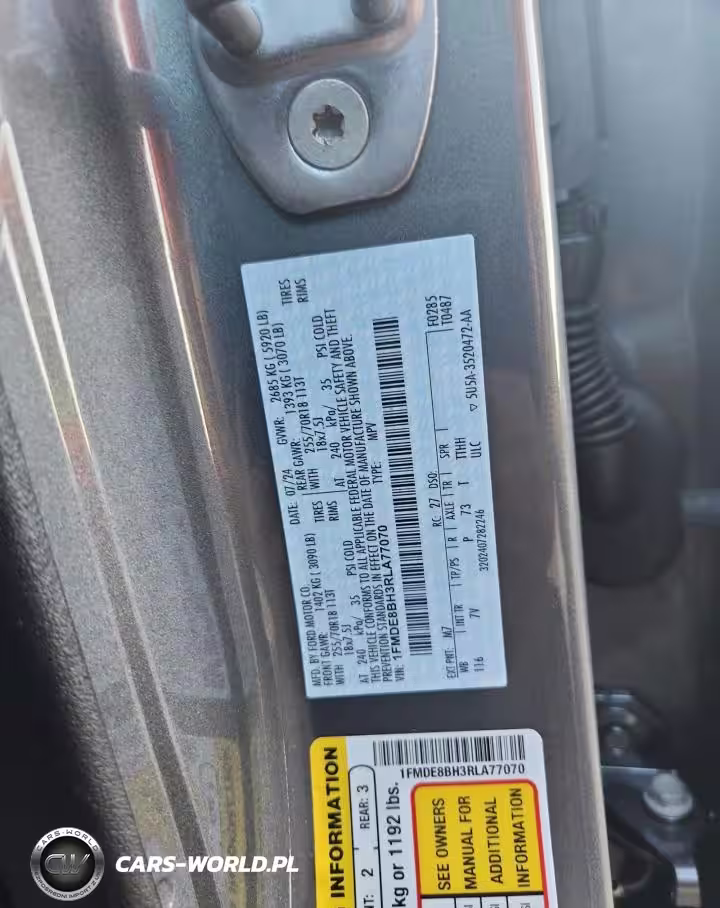 MFD. BY FORD MOTOR CO.
DATE: 07/24
GVWR: 2685 KG ( 5920 LB)
FRONT GAWR: 1402 KG ( 3090 LB)
REAR GAWR: 1393 KG ( 3070 LB)
WITH 255/70R18 113T TIRES
18x7.5J RIMS
AT 240 kPa/ 35 PSI COLD
WITH 255/70R18 113T TIRES
18x7.5J RIMS
AT 240 kPa/ 35 PSI COLD
THIS VEHICLE CONFORMS TO ALL APPLICABLE FEDERAL MOTOR VEHICLE SAFETY AND THEFT
PREVENTION STANDARDS IN EFFECT ON THE DATE OF MANUFACTURE SHOWN ABOVE.
VIN: 1FMDE8BH3RLA77070 TYPE: MPV
F0285
T0487
EXT PNT: M7 RC: 27 DSO:
WB INT TR TP/PS R AXLE TR SPR
116 7V P 73 T TTHH
ULC
3202407282246 ▽ 5U5A-3520472-AA
INFORMATION
2 REAR: 3
kg or 1192 lbs.
1FMDE8BH3RLA77070
SEE OWNERS
MANUAL FOR
ADDITIONAL
INFORMATION
CARS-WORLD.PL